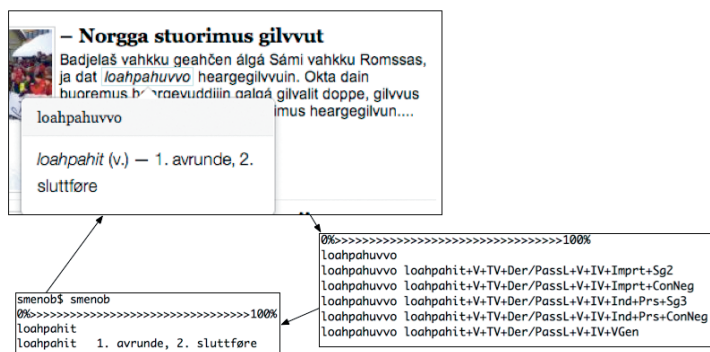 – Norgga stuorimus gilvvut
Badjelaš vahkku geahčen álgá Sámi vahkku Romssas,
ja dat loahpahuvvo heargegilvvuin. Okta dain
buoremus heargevuddjiin galgá gilvalit doppe, gilvvus
imus heargegilvun....
loahpahuvvo
loahpahit (v.) — 1. avrunde, 2.
sluttføre
0%>>>>>>>>>>>>>>>>>>>>>>>>>>>>>>>>>>100%
loahpahuvvo
loahpahuvvo loahpahit+V+TV+Der/PassL+V+IV+Imprt+Sg2
loahpahuvvo loahpahit+V+TV+Der/PassL+V+IV+Imprt+ConNeg
loahpahuvvo loahpahit+V+TV+Der/PassL+V+IV+Ind+Prs+Sg3
loahpahuvvo loahpahit+V+TV+Der/PassL+V+IV+Ind+Prs+ConNeg
loahpahuvvo loahpahit+V+TV+Der/PassL+V+IV+VGen
smenob$ smenob
0%>>>>>>>>>>>>>>>>>>>>>>>>>>>>>>>>>>100%
loahpahit
loahpahit 1. avrunde, 2. sluttføre